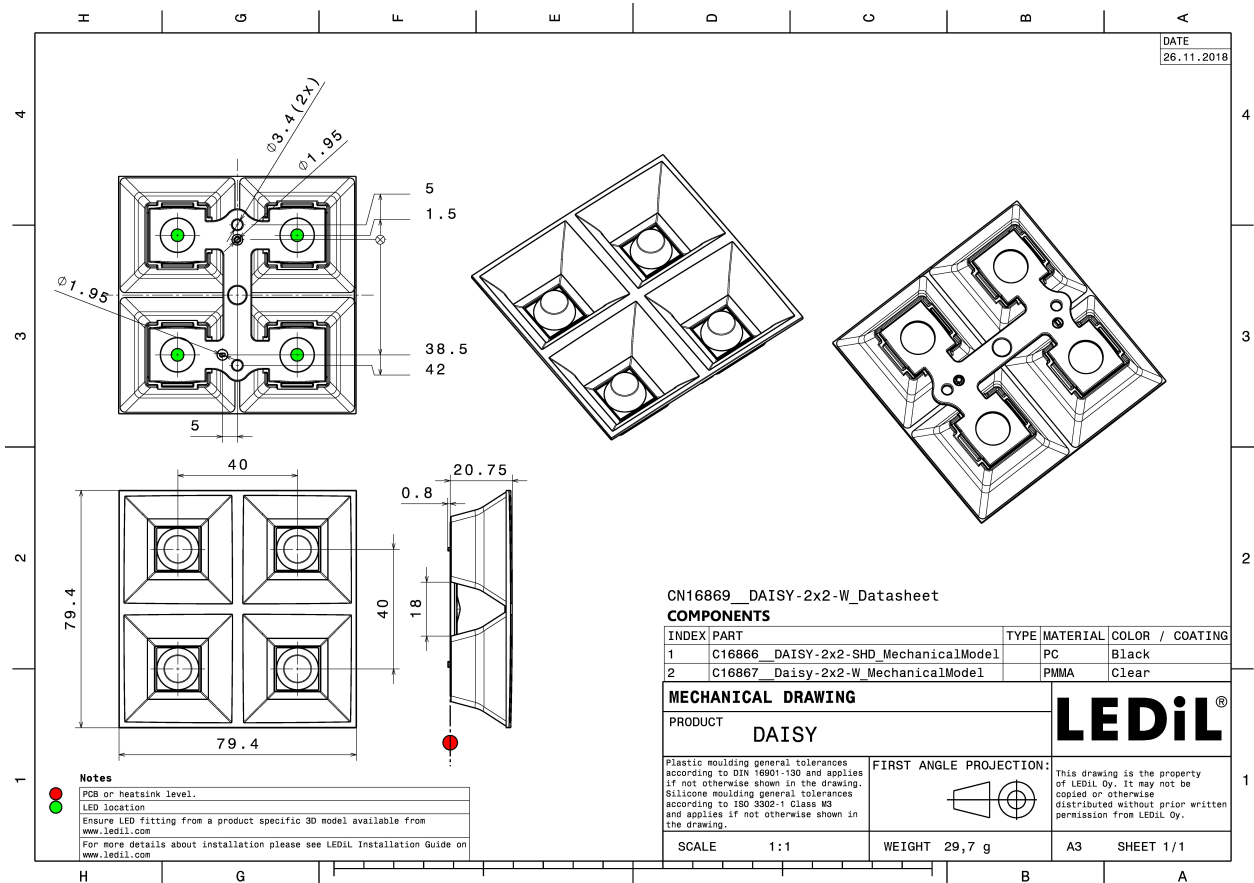 H G F E D C B A
DATE
26.11.2018
4
4
⌀3.4(2x)
⌀1.95
5
1.5
⌀1.95
3
3
38.5
42
5
40
20.75
0.8
2
2
79.4
40
18
79.4
CN16869__DAISY-2x2-W_Datasheet
COMPONENTS
INDEX PART TYPE MATERIAL COLOR / COATING
1 C16866__Daisy-2x2-SHD_MechanicalModel PC Black
2 C16867__Daisy-2x2-W_MechanicalModel PMMA Clear
MECHANICAL DRAWING
PRODUCT
DAISY
LEDiL®
Plastic moulding general tolerances
according to DIN 16901-130 and applies
if not otherwise shown in the drawing.
Silicone moulding general tolerances
according to ISO 3302-1 Class M3
and applies if not otherwise shown in
the drawing.
FIRST ANGLE PROJECTION:
This drawing is the property
of LEDiL Oy. It may not be
copied or otherwise
distributed without prior written
permission from LEDiL Oy.
SCALE 1:1
WEIGHT 29,7 g
A3 SHEET 1/1
1
1
Notes
PCB or heatsink level.
LED location
Ensure LED fitting from a product specific 3D model available from
www.ledil.com
For more details about installation please see LEDiL Installation Guide on
www.ledil.com
H G B A